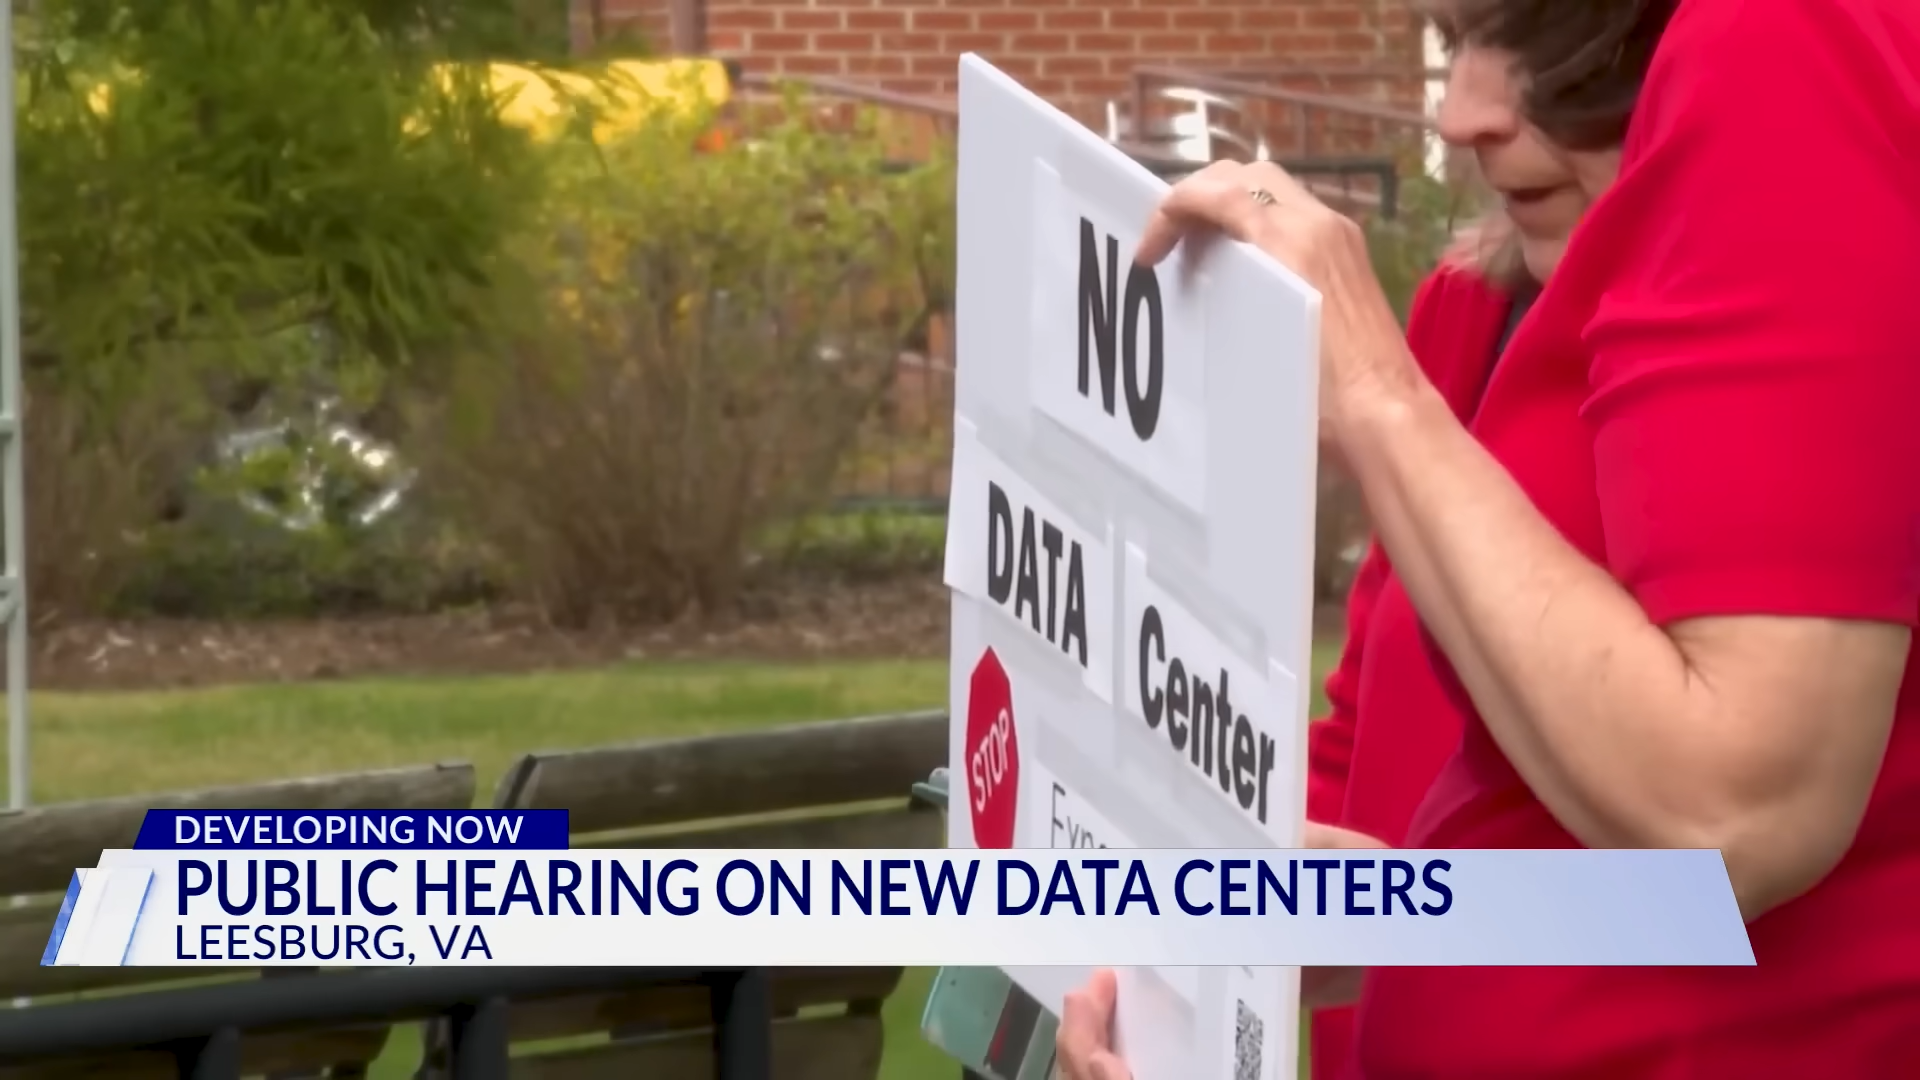 NO
DATA Center
STOP
DEVELOPING NOW
PUBLIC HEARING ON NEW DATA CENTERS
LEESBURG, VA